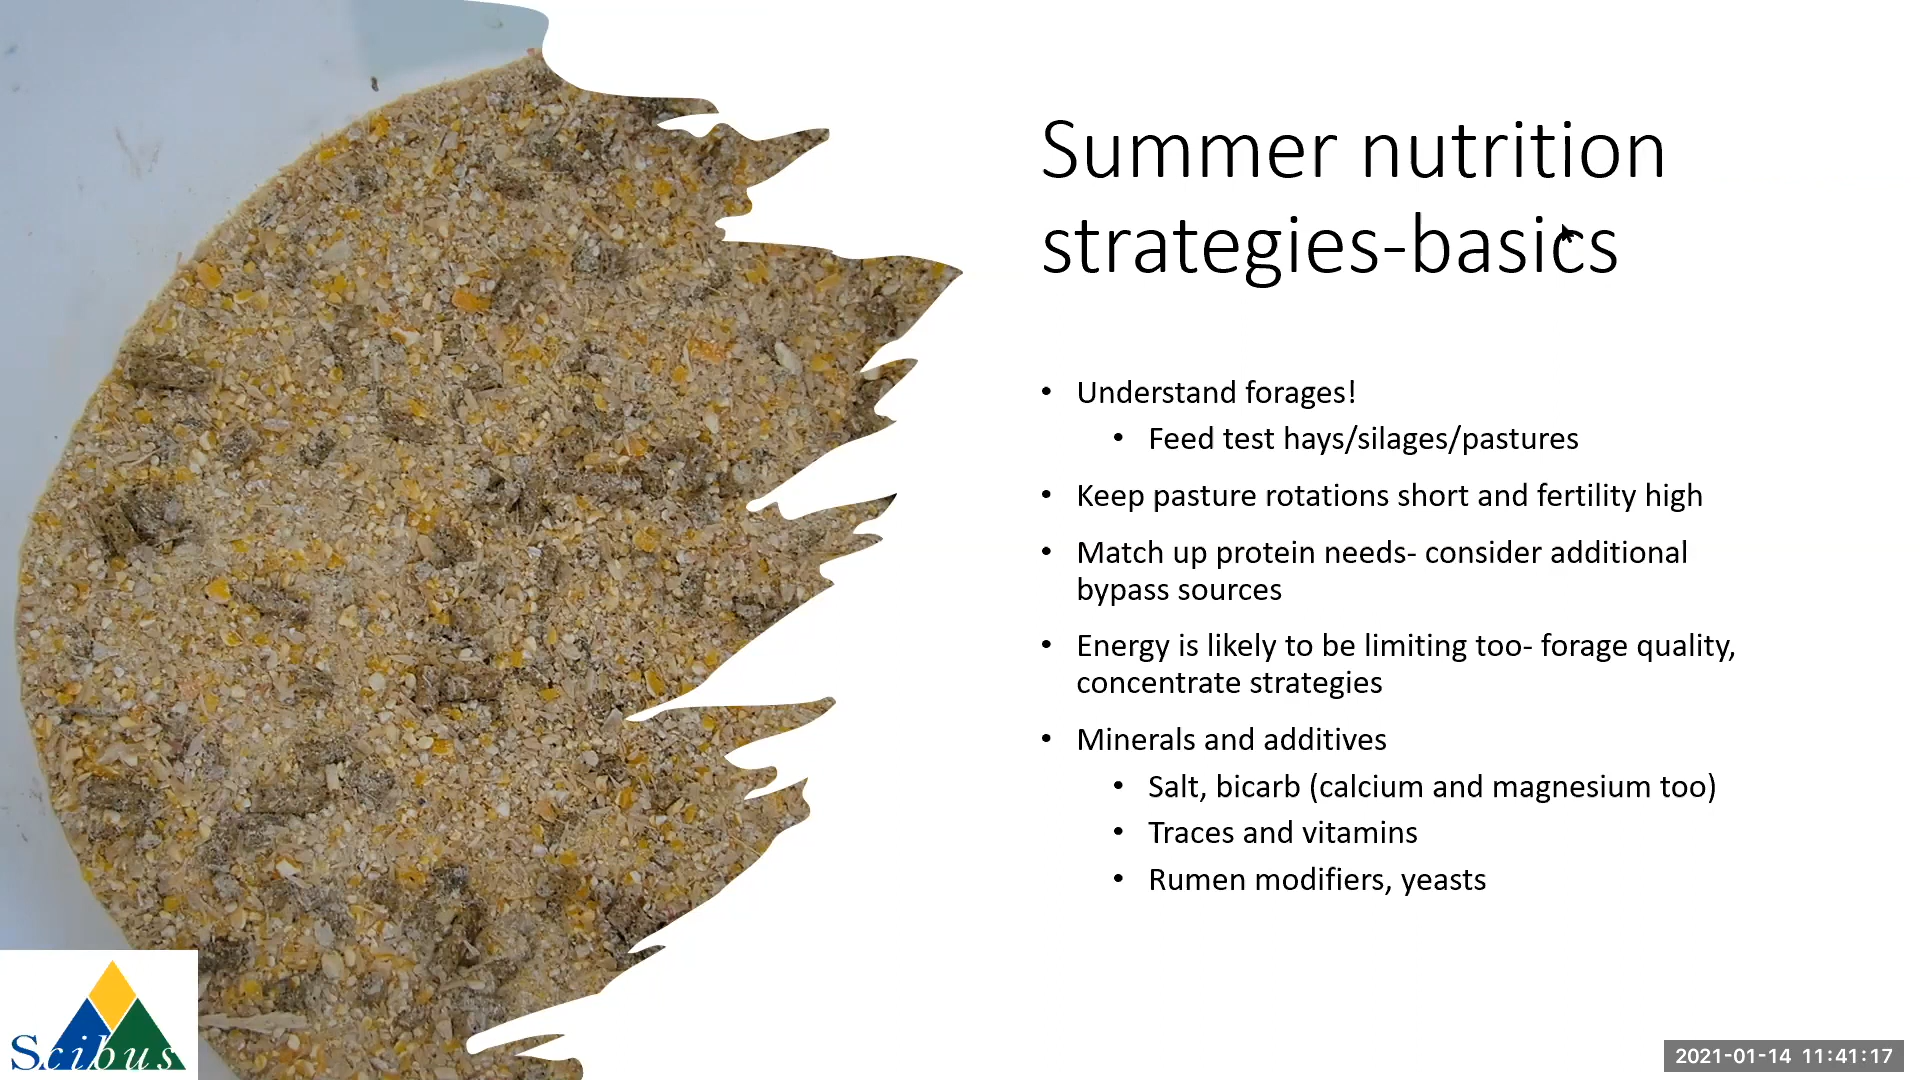 Summer nutrition
strategies-basics
• Understand forages!
• Feed test hays/silages/pastures
• Keep pasture rotations short and fertility high
• Match up protein needs- consider additional
bypass sources
• Energy is likely to be limiting too- forage quality,
concentrate strategies
• Minerals and additives
• Salt, bicarb (calcium and magnesium too)
• Traces and vitamins
• Rumen modifiers, yeasts
Scibus
2021-01-14 11:41:17